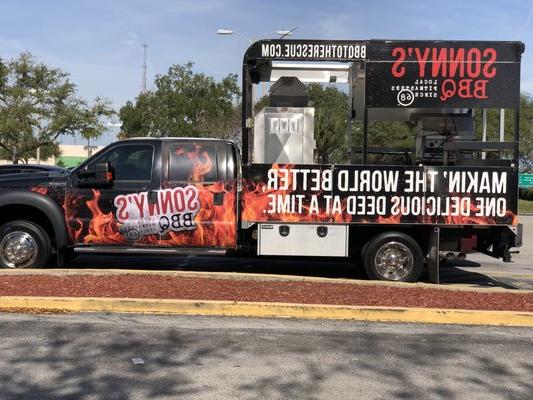 BBQTOTHERESCUE.COM
SONNY'S
BBQ
LOCAL
PITMASTERS
SINCE
68
MAKIN' THE WORLD BETTER
ONE DELICIOUS DEED AT A TIME.
SONNY'S
BBQ